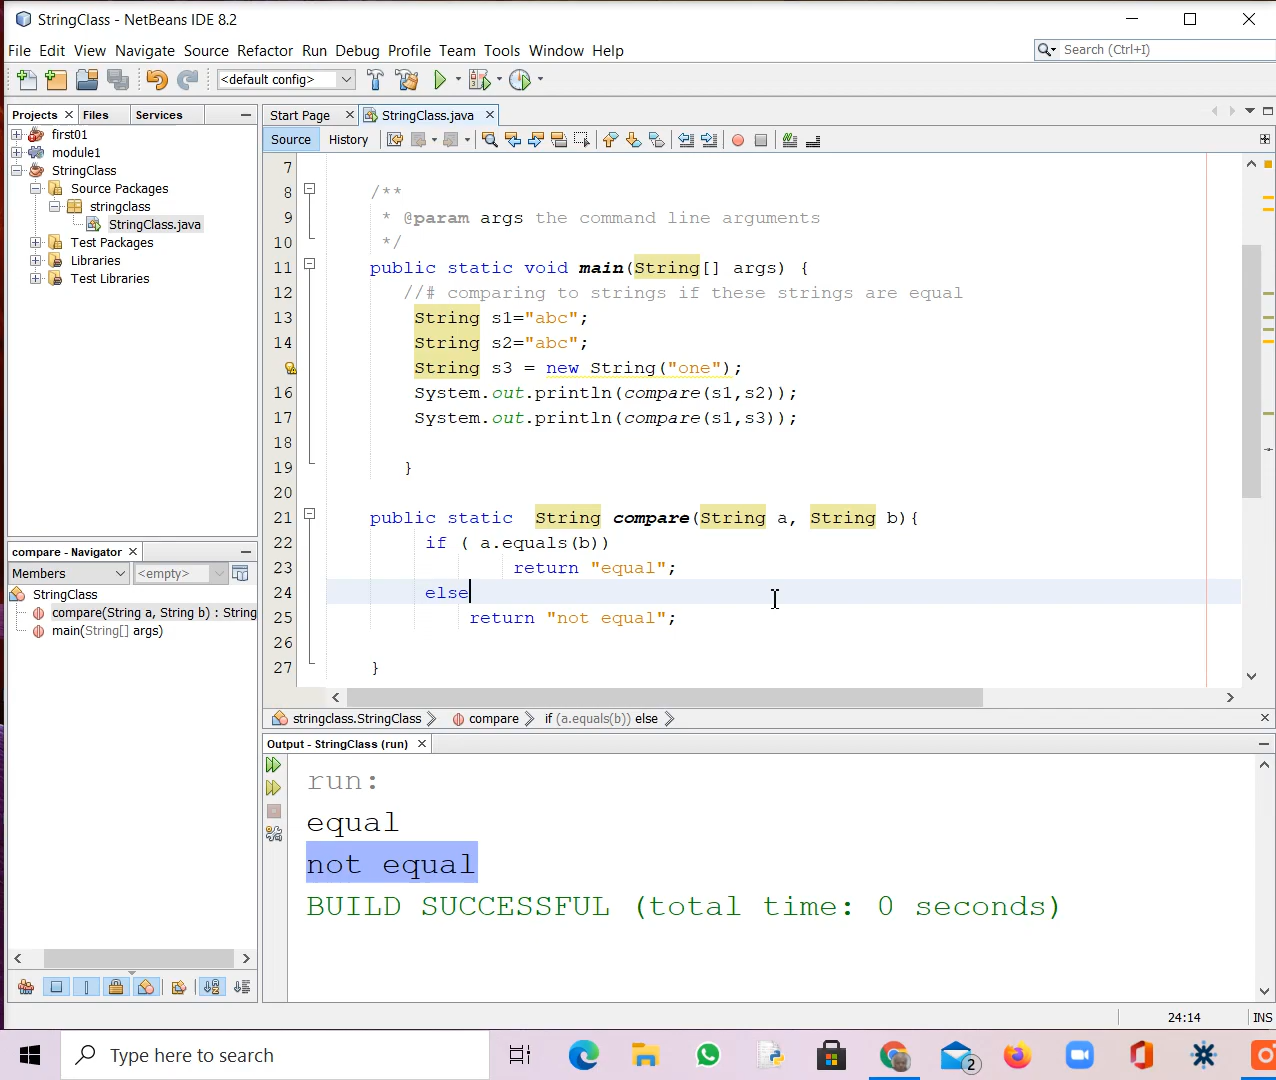 StringClass - NetBeans IDE 8.2
File Edit View Navigate Source Refactor Run Debug Profile Team Tools Window Help
Search (Ctrl+I)
<default config>
Projects Files Services
first01
module1
StringClass
Source Packages
stringclass
StringClass.java
Test Packages
Libraries
Test Libraries
compare - Navigator
Members <empty>
StringClass
compare(String a, String b) : String
main(String[] args)
Start Page StringClass.java
Source History
7
8 /**
9 * @param args the command line arguments
10 */
11 public static void main(String[] args) {
12 //# comparing to strings if these strings are equal
13 String s1="abc";
14 String s2="abc";
String s3 = new String("one");
16 System.out.println(compare(s1,s2));
17 System.out.println(compare(s1,s3));
18
19 }
20
21 public static String compare(String a, String b){
22 if ( a.equals(b))
23 return "equal";
24 else
25 return "not equal";
26
27 }
stringclass.StringClass compare if (a.equals(b)) else
Output - StringClass (run)
run:
equal
not equal
BUILD SUCCESSFUL (total time: 0 seconds)
24:14 INS
Type here to search
2